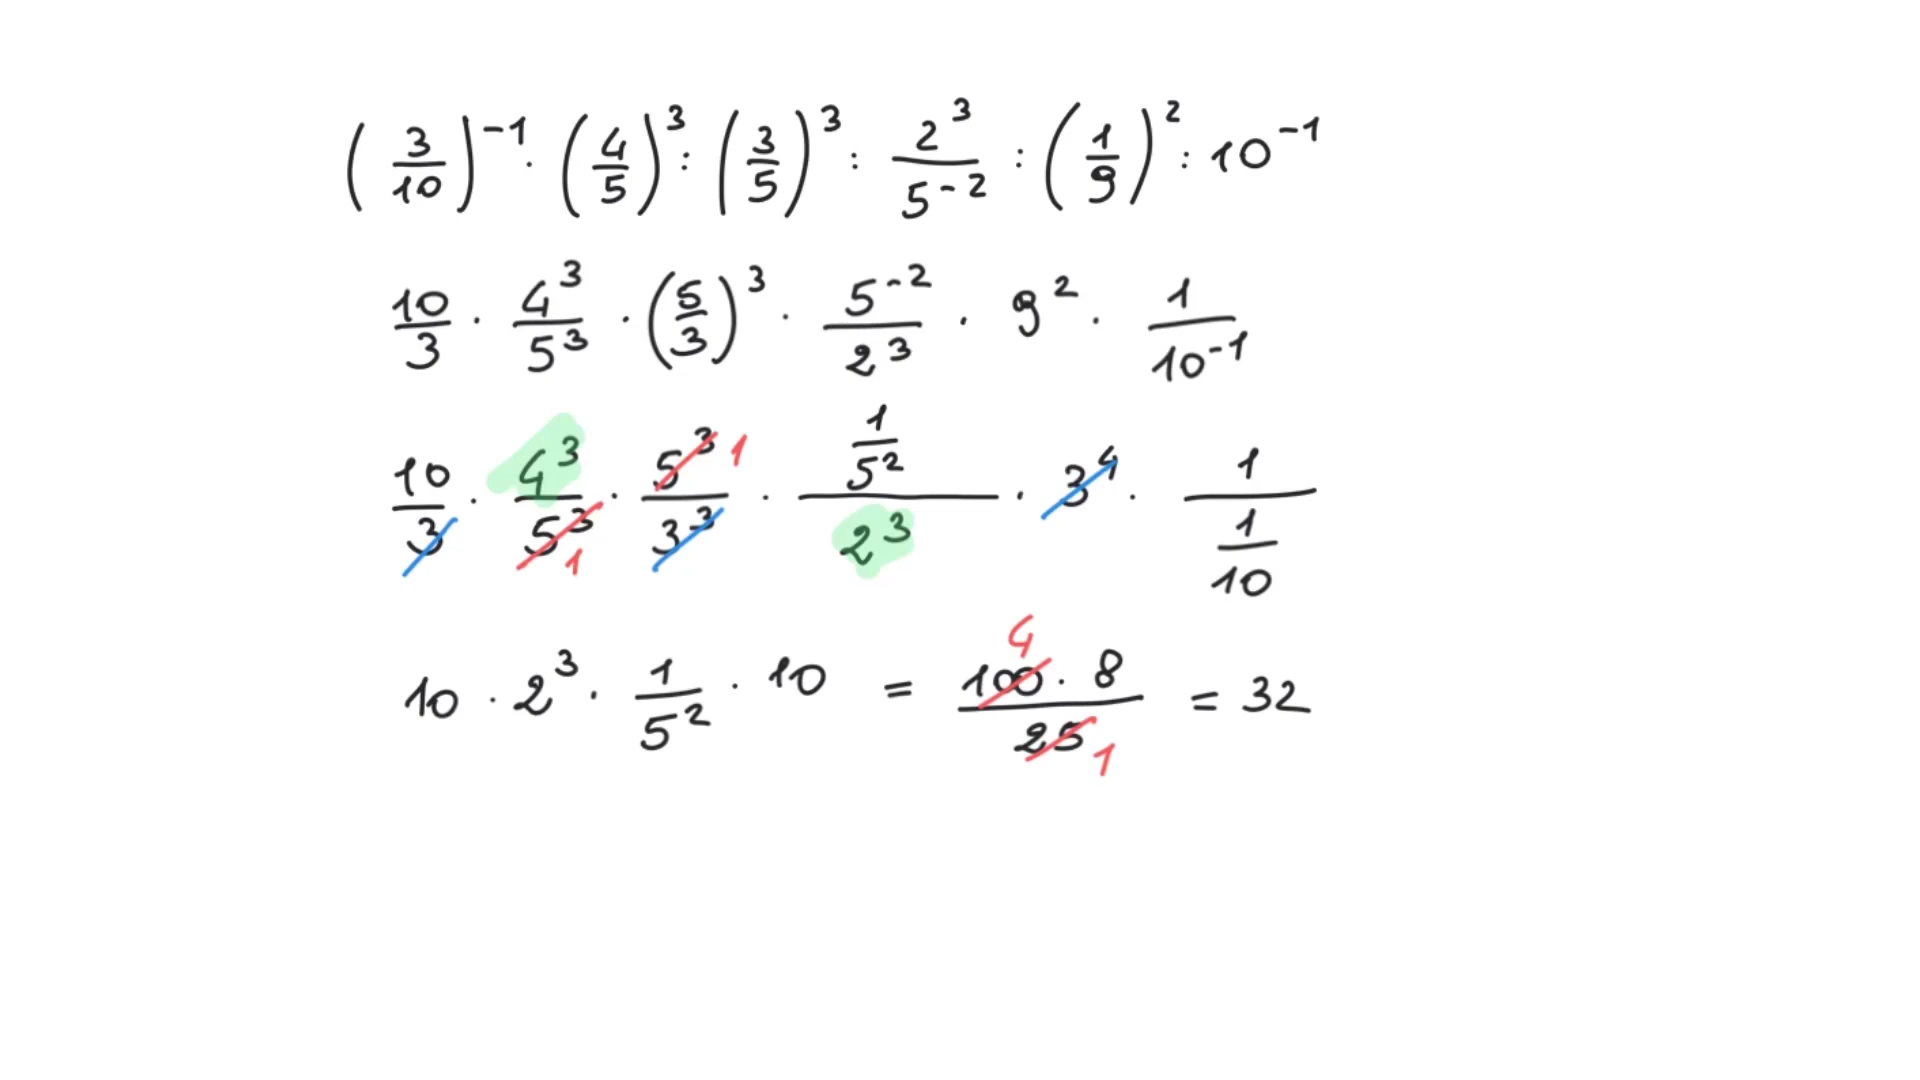 (3/10)^-1 · (4/5)^3 : (3/5)^3 : 2^3/5^-2 : (1/9)^2 : 10^-1
10/3 · 4^3/5^3 · (5/3)^3 · 5^-2/2^3 · 9^2 · 1/10^-1
10/3 · 4^3/5^3 1 · 5^3/3^3 1 · (1/5^2)/2^3 · 3^4 · 1/(1/10)
10 · 2^3 · 1/5^2 · 10 = 100 4 · 8/25 1 = 32